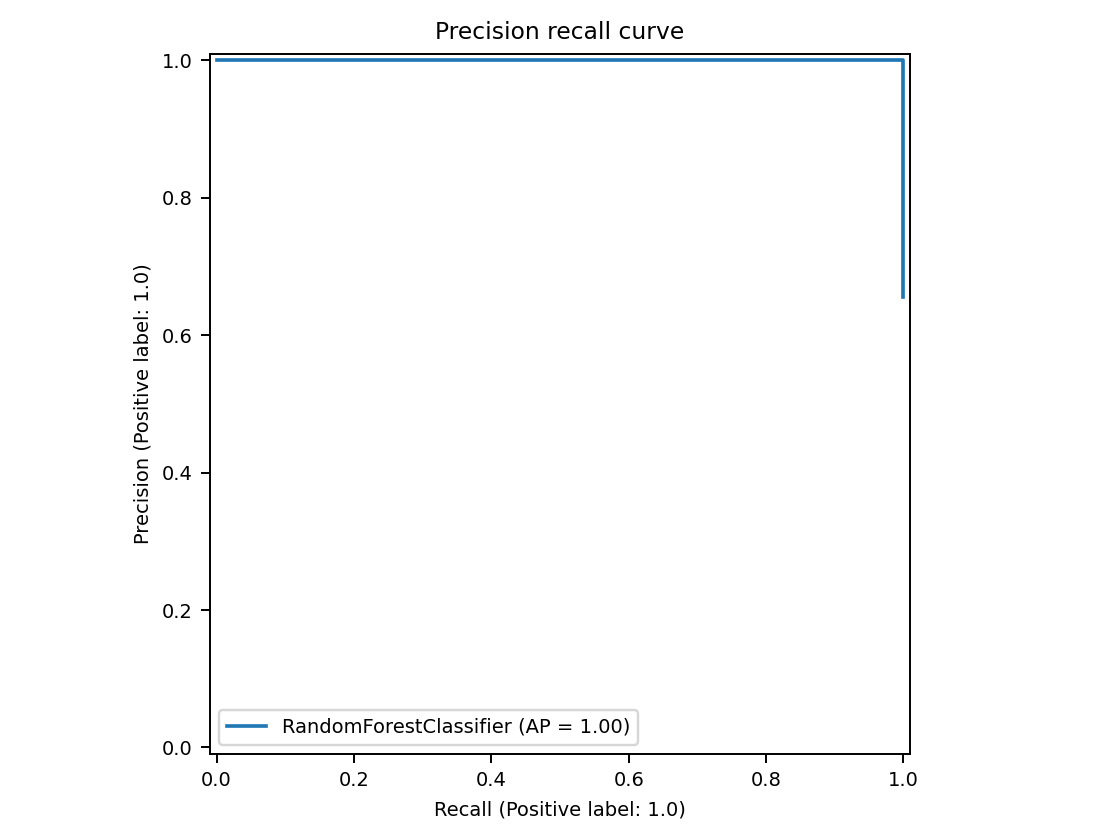 Precision recall curve
1.0
0.8
0.6
0.4
0.2
0.0
Precision (Positive label: 1.0)
RandomForestClassifier (AP = 1.00)
0.0 0.2 0.4 0.6 0.8 1.0
Recall (Positive label: 1.0)